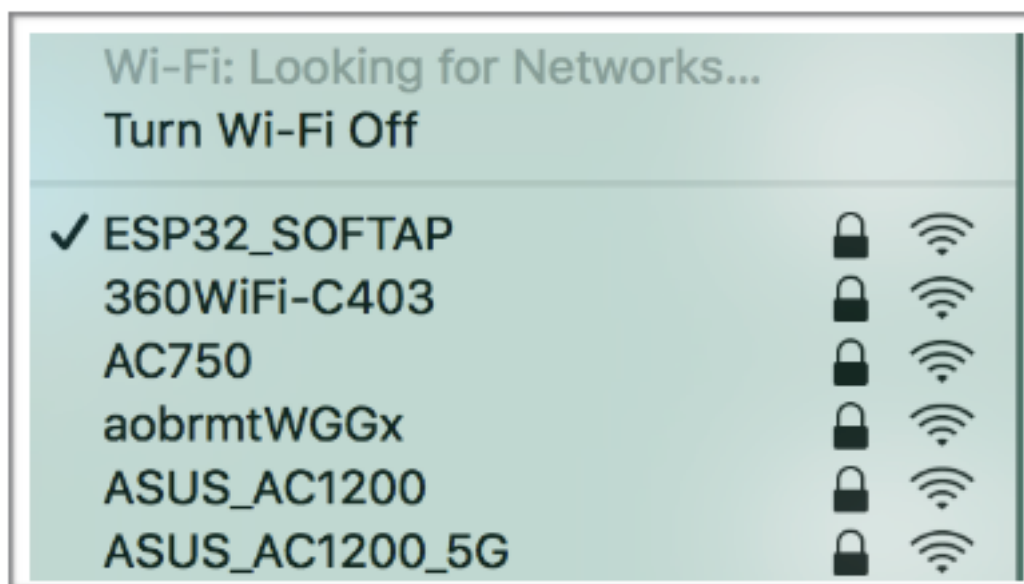 Wi-Fi: Looking for Networks...
Turn Wi-Fi Off
ESP32_SOFTAP
360WiFi-C403
AC750
aobrmtWGGx
ASUS_AC1200
ASUS_AC1200_5G